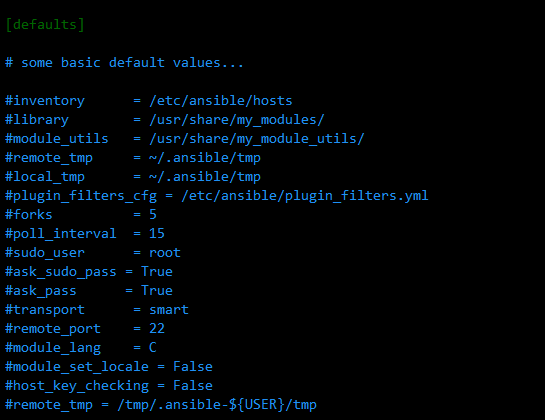 [defaults]
# some basic default values...
#inventory      = /etc/ansible/hosts
#library        = /usr/share/my_modules/
#module_utils   = /usr/share/my_module_utils/
#remote_tmp     = ~/.ansible/tmp
#local_tmp      = ~/.ansible/tmp
#plugin_filters_cfg = /etc/ansible/plugin_filters.yml
#forks          = 5
#poll_interval  = 15
#sudo_user      = root
#ask_sudo_pass = True
#ask_pass      = True
#transport      = smart
#remote_port    = 22
#module_lang    = C
#module_set_locale = False
#host_key_checking = False
#remote_tmp = /tmp/.ansible-${USER}/tmp